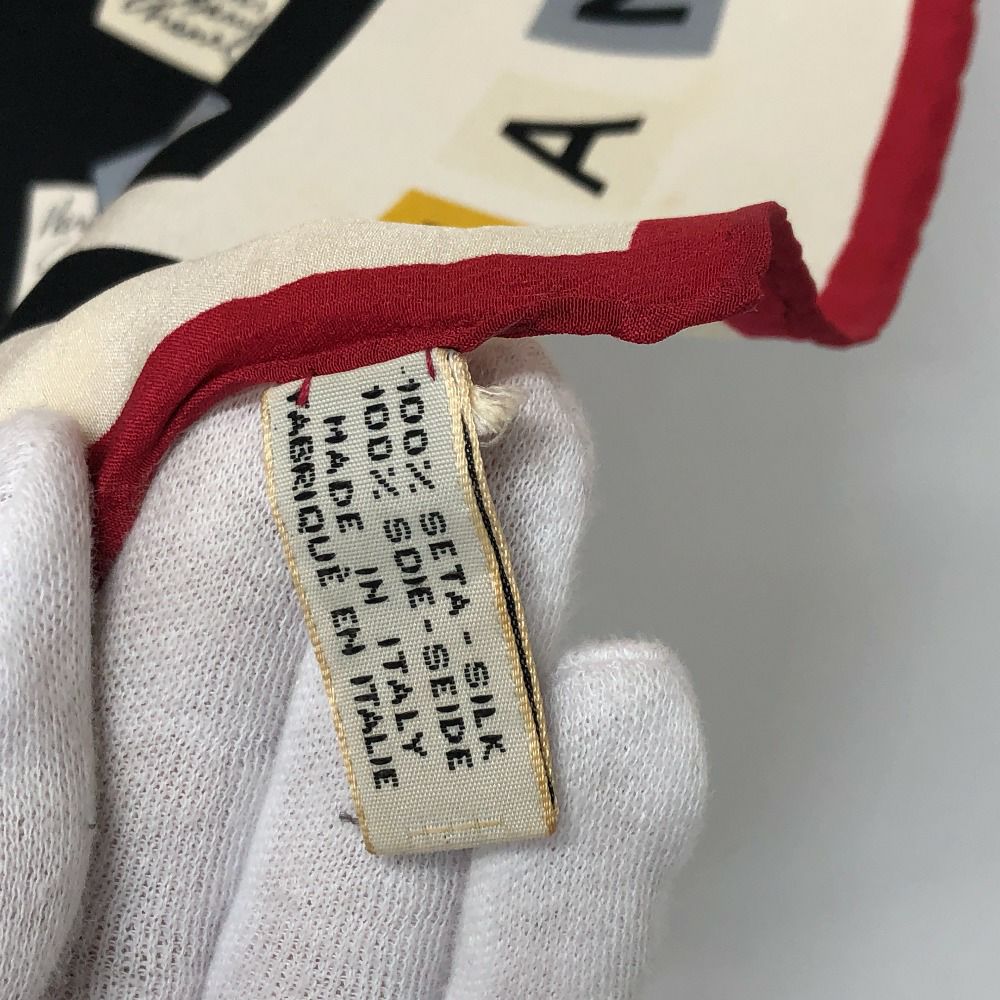 100% SETA-SILK
100% SOIE-SEIDE
MADE IN ITALY
FABRIQUÉ EN ITALIE
A
N